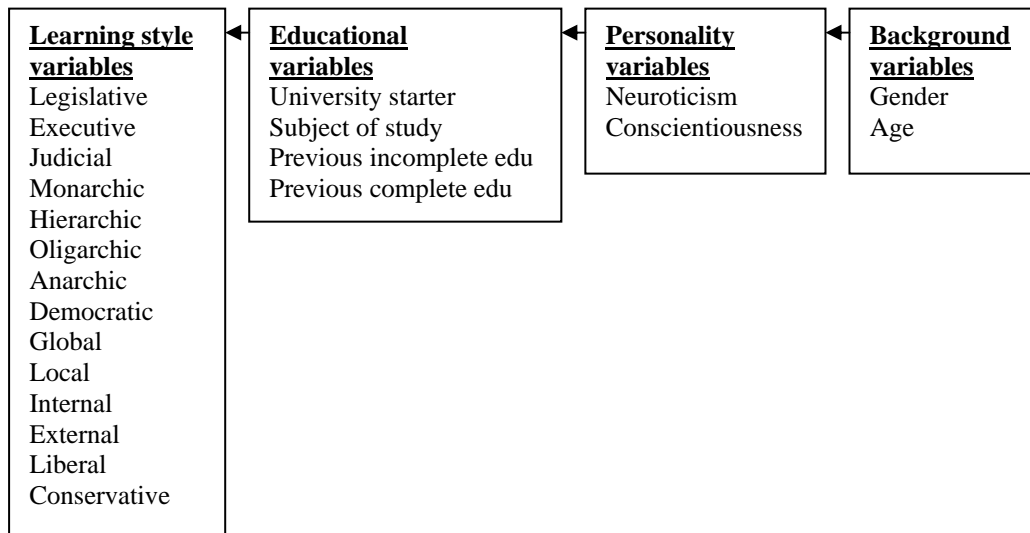 Learning style
variables
Legislative
Executive
Judicial
Monarchic
Hierarchic
Oligarchic
Anarchic
Democratic
Global
Local
Internal
External
Liberal
Conservative
Educational
variables
University starter
Subject of study
Previous incomplete edu
Previous complete edu
Personality
variables
Neuroticism
Conscientiousness
Background
variables
Gender
Age